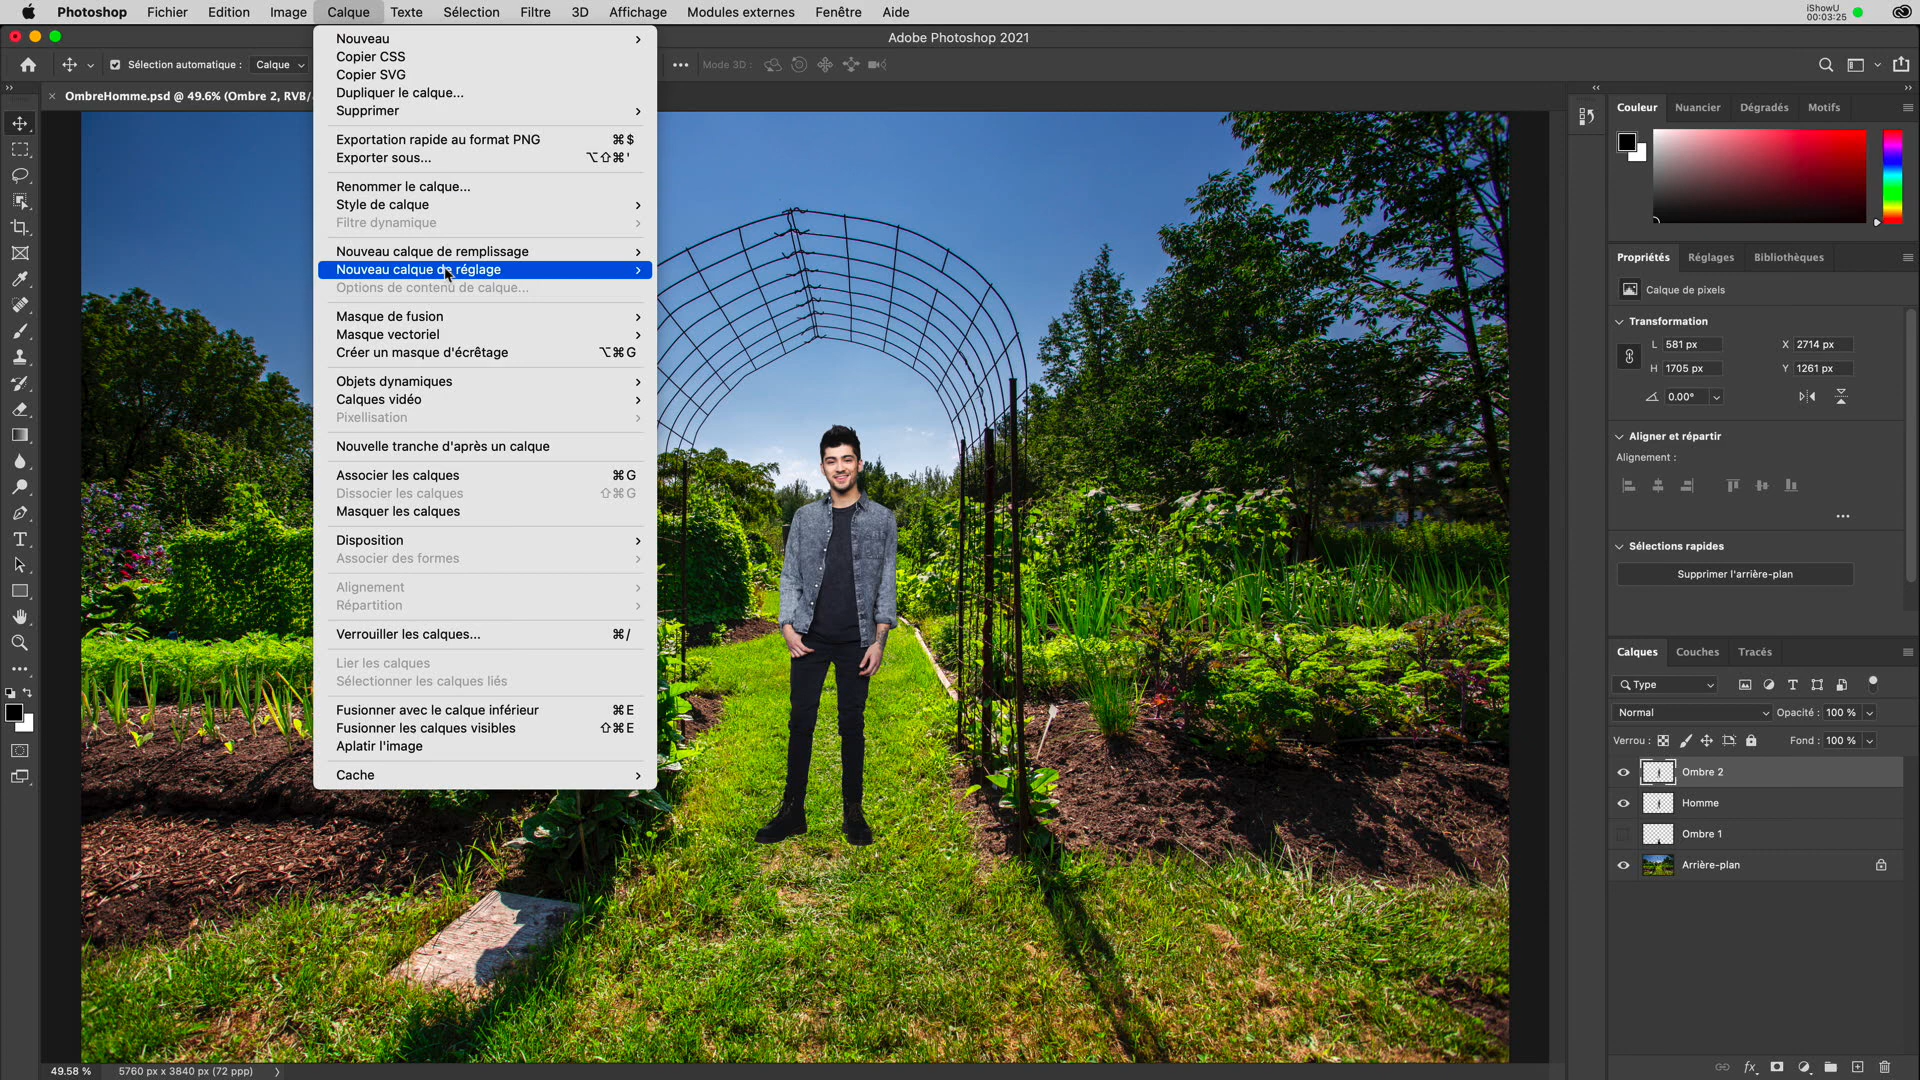 Photoshop Fichier Edition Image Calque Texte Sélection Filtre 3D Affichage Modules externes Fenêtre Aide
iShowU
00:03:25
Adobe Photoshop 2021
Sélection automatique : Calque
Mode 3D :
OmbreHomme.psd @ 49.6% (Ombre 2, RVB/
Nouveau
Copier CSS
Copier SVG
Dupliquer le calque...
Supprimer
Exportation rapide au format PNG ⌘$
Exporter sous... ⌥⇧⌘'
Renommer le calque...
Style de calque
Filtre dynamique
Nouveau calque de remplissage
Nouveau calque de réglage
Options de contenu de calque...
Masque de fusion
Masque vectoriel
Créer un masque d'écrêtage ⌥⌘G
Objets dynamiques
Calques vidéo
Pixellisation
Nouvelle tranche d'après un calque
Associer les calques ⌘G
Dissocier les calques ⇧⌘G
Masquer les calques
Disposition
Associer des formes
Alignement
Répartition
Verrouiller les calques... ⌘/
Lier les calques
Sélectionner les calques liés
Fusionner avec le calque inférieur ⌘E
Fusionner les calques visibles ⇧⌘E
Aplatir l'image
Cache
Couleur Nuancier Dégradés Motifs
Propriétés Réglages Bibliothèques
Calque de pixels
Transformation
L 581 px X 2714 px
H 1705 px Y 1261 px
0.00°
Aligner et répartir
Alignement :
Sélections rapides
Supprimer l'arrière-plan
Calques Couches Tracés
Type
Normal Opacité : 100 %
Verrou : Fond : 100 %
Ombre 2
Homme
Ombre 1
Arrière-plan
fx
49.58 % 5760 px x 3840 px (72 ppp)